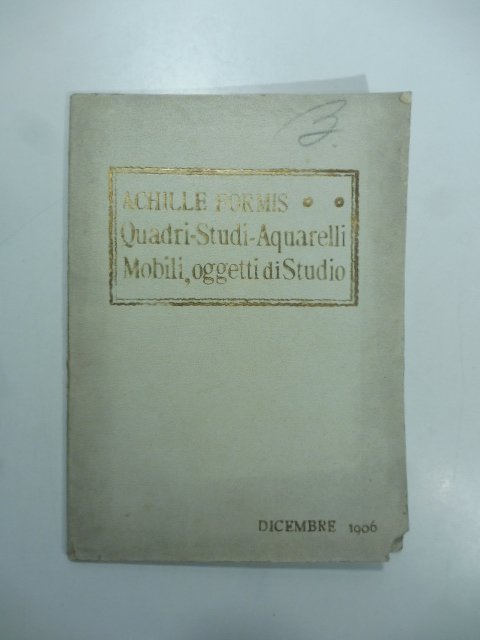 ACHILLE FORMIS
Quadri-Studi-Aquarelli
Mobili, oggetti di Studio
DICEMBRE 1906